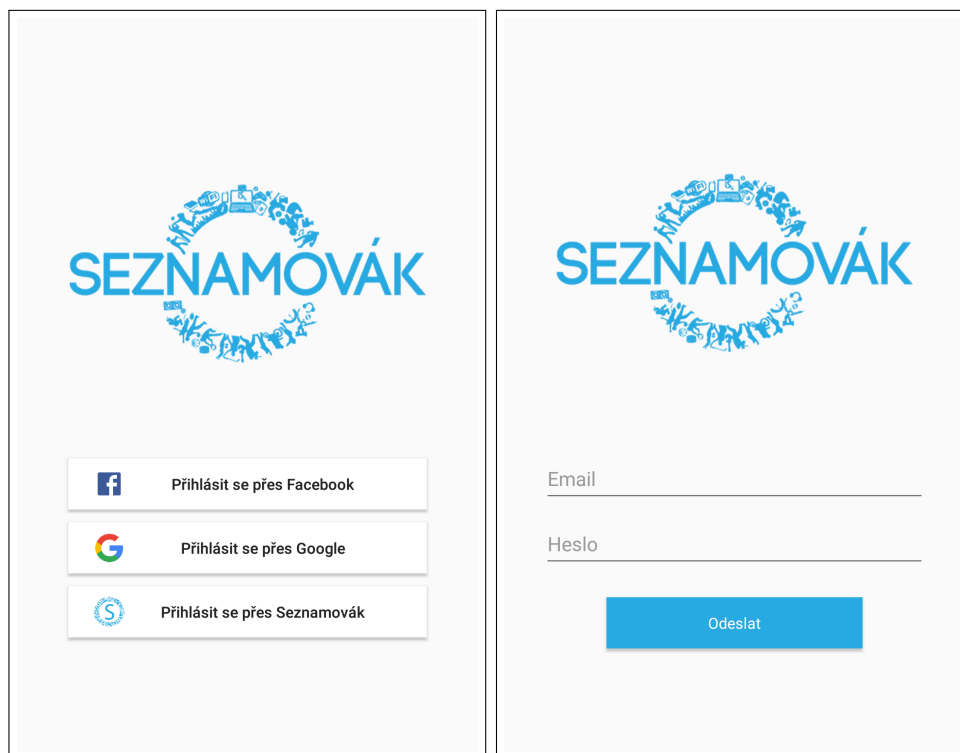 SEZNAMOVÁK
Přihlásit se přes Facebook
Přihlásit se přes Google
S
Přihlásit se přes Seznamovák
SEZNAMOVÁK
Email
Heslo
Odeslat